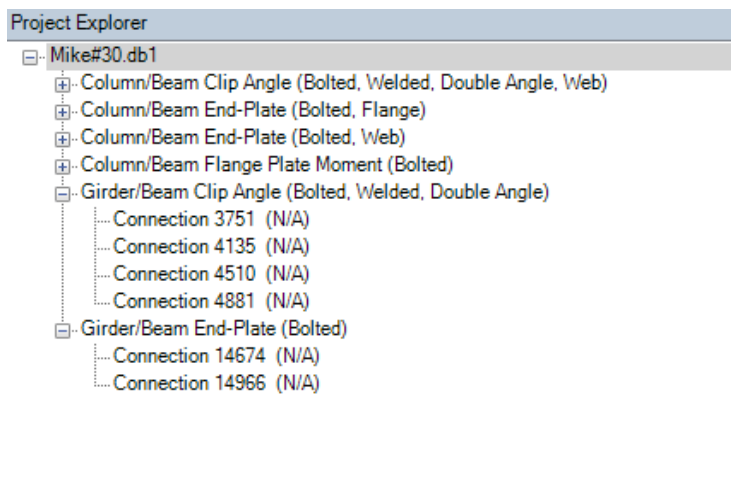 Project Explorer
Mike#30.db1
Column/Beam Clip Angle (Bolted, Welded, Double Angle, Web)
Column/Beam End-Plate (Bolted, Flange)
Column/Beam End-Plate (Bolted, Web)
Column/Beam Flange Plate Moment (Bolted)
Girder/Beam Clip Angle (Bolted, Welded, Double Angle)
Connection 3751 (N/A)
Connection 4135 (N/A)
Connection 4510 (N/A)
Connection 4881 (N/A)
Girder/Beam End-Plate (Bolted)
Connection 14674 (N/A)
Connection 14966 (N/A)